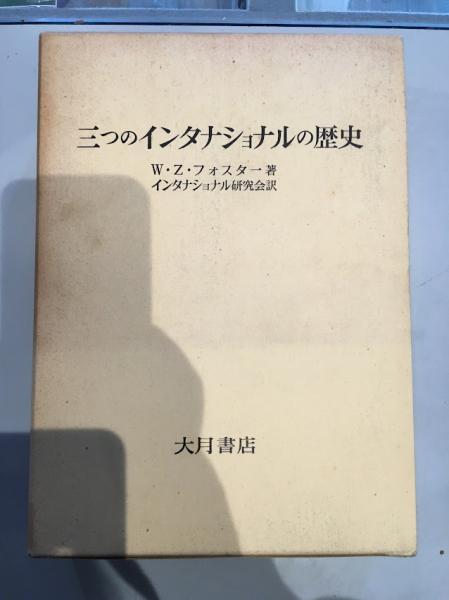 三つのインタナショナルの歴史
W・Z・フォスター著
インタナショナル研究会訳
大月書店